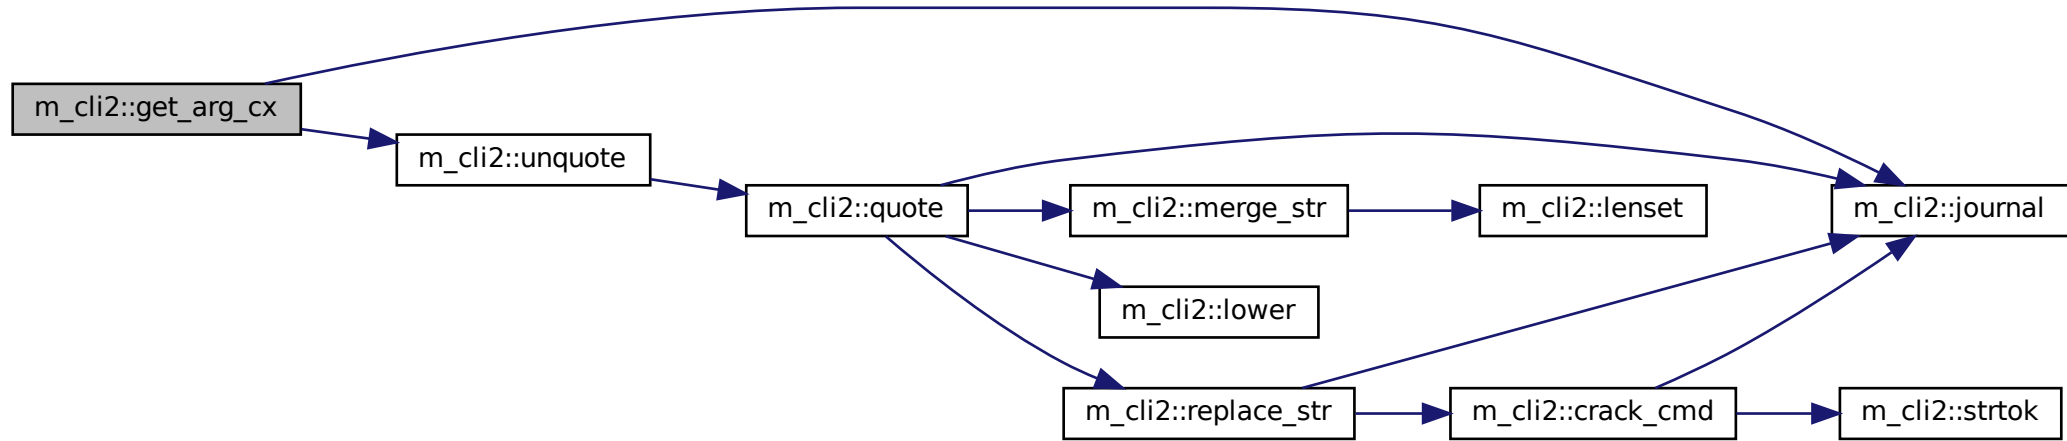 m_cli2::get_arg_cx
m_cli2::unquote
m_cli2::quote
m_cli2::merge_str
m_cli2::lenset
m_cli2::journal
m_cli2::lower
m_cli2::replace_str
m_cli2::crack_cmd
m_cli2::strtok